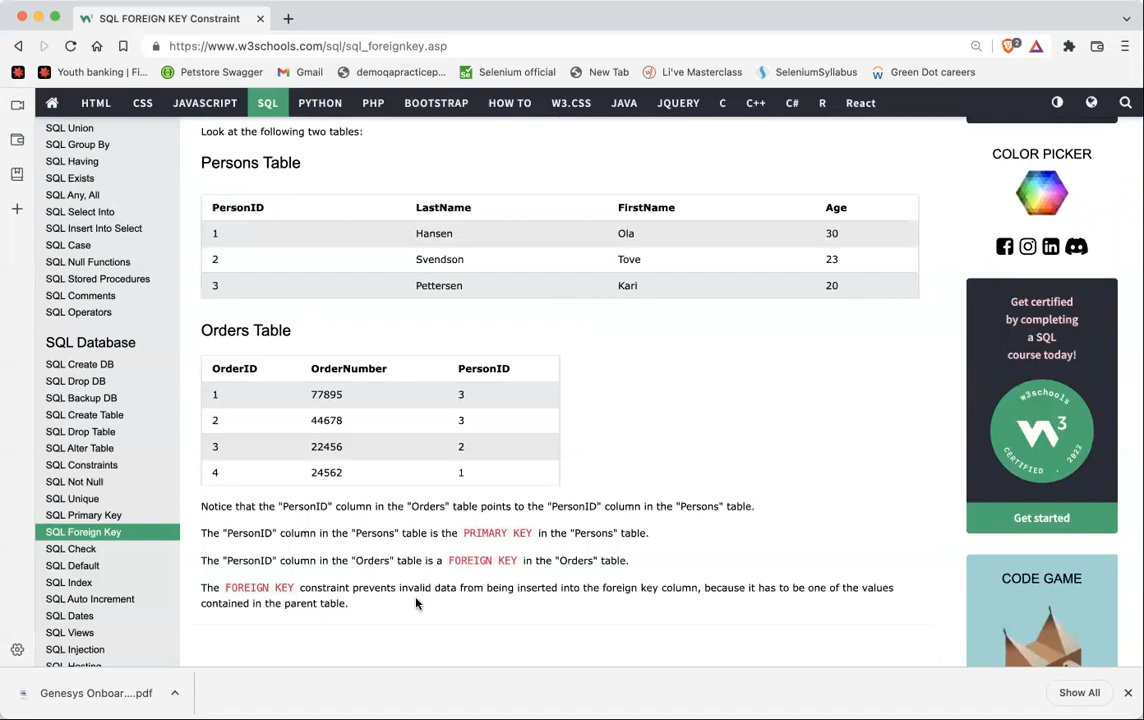 SQL FOREIGN KEY Constraint
https://www.w3schools.com/sql/sql_foreignkey.asp
2
Youth banking | Fi...
Petstore Swagger
Gmail
demoqapracticep...
Selenium official
New Tab
Li've Masterclass
SeleniumSyllabus
Green Dot careers
HTML CSS JAVASCRIPT SQL PYTHON PHP BOOTSTRAP HOW TO W3.CSS JAVA JQUERY C C++ C# R React
SQL Union
SQL Group By
SQL Having
SQL Exists
SQL Any, All
SQL Select Into
SQL Insert Into Select
SQL Case
SQL Null Functions
SQL Stored Procedures
SQL Comments
SQL Operators
SQL Database
SQL Create DB
SQL Drop DB
SQL Backup DB
SQL Create Table
SQL Drop Table
SQL Alter Table
SQL Constraints
SQL Not Null
SQL Unique
SQL Primary Key
SQL Foreign Key
SQL Check
SQL Default
SQL Index
SQL Auto Increment
SQL Dates
SQL Views
SQL Injection
SQL Hosting
Look at the following two tables:
Persons Table
PersonID LastName FirstName Age
1 Hansen Ola 30
2 Svendson Tove 23
3 Pettersen Kari 20
Orders Table
OrderID OrderNumber PersonID
1 77895 3
2 44678 3
3 22456 2
4 24562 1
Notice that the "PersonID" column in the "Orders" table points to the "PersonID" column in the "Persons" table.
The "PersonID" column in the "Persons" table is the PRIMARY KEY in the "Persons" table.
The "PersonID" column in the "Orders" table is a FOREIGN KEY in the "Orders" table.
The FOREIGN KEY constraint prevents invalid data from being inserted into the foreign key column, because it has to be one of the values
contained in the parent table.
COLOR PICKER
Get certified
by completing
a SQL
course today!
w3schools
3
CERTIFIED . 2022
Get started
CODE GAME
Genesys Onboar....pdf
Show All